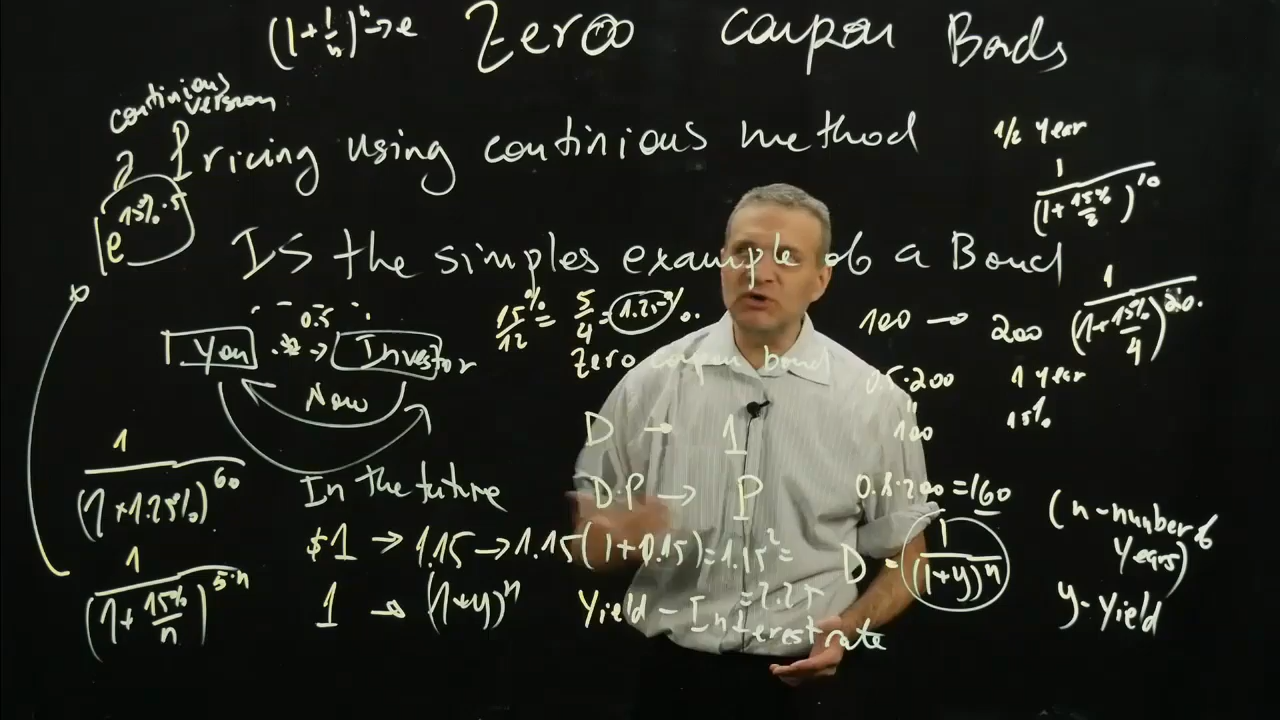 (1+1/n)^n → e
Zeroo coupon Bonds
continious
version
Pricing using continious method
1/2 year
1/(1+15%/2)^10
e^15%·5
Is the simples example of a Bond
15%/12 = 5/4 = 1.25%.
100 → 200
1/(1+15%/4)^20.
0.5
You
Investor
Zero coupon bond
0.5·200
1 year
Now
D → 1
100
15%
1/(1+1.25%)^60
In the future
D·P → P
0.8·200=160
(n-number of
years)
$1 → 1.15 → 1.15(1+0.15)=1.15²=
D = 1/(1+y)^n
1/(1+15%/n)^5·n
1 → (1+y)^n
Yield - Interest rate
y-yield